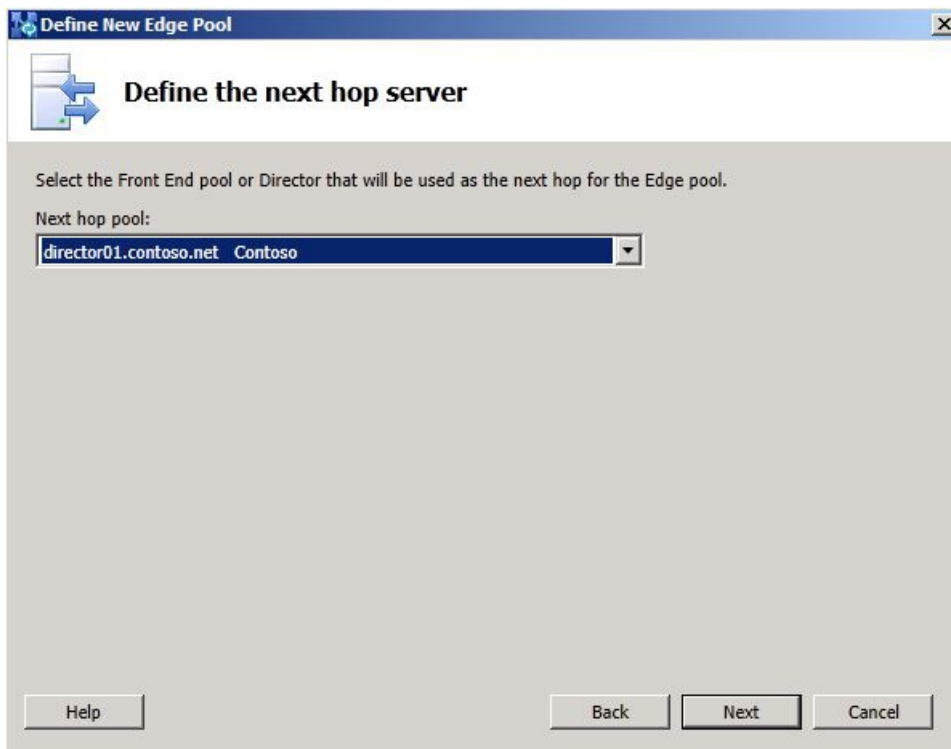 Define New Edge Pool
Define the next hop server
Select the Front End pool or Director that will be used as the next hop for the Edge pool.
Next hop pool:
director01.contoso.net Contoso
Help Back Next Cancel